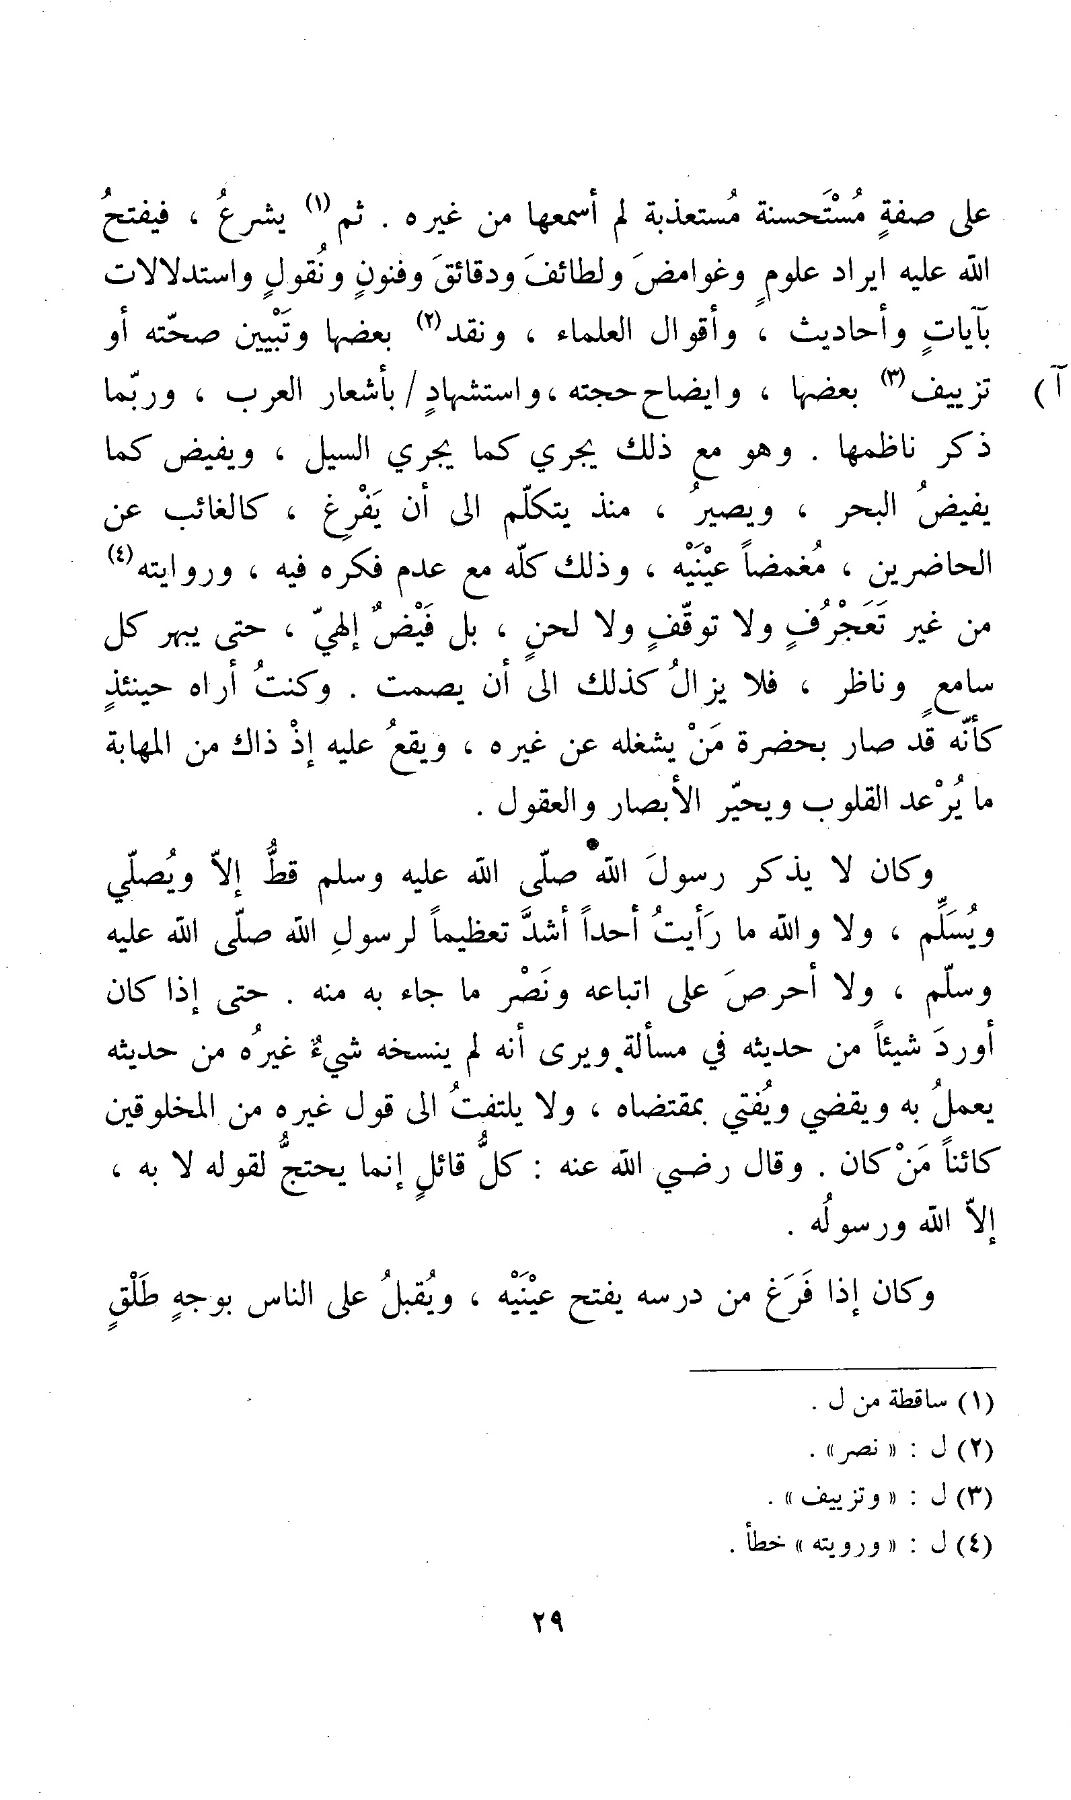 على صفةٍ مُسْتَحسنة مُستعذبة لم أسمعها من غيره . ثم (١) يشرعُ ، فيفتحُ
الله عليه ايراد علومٍ وغوامضَ ولطائفَ ودقائقَ وفنونٍ ونُقولٍ واستدلالات
بآياتٍ وأحاديث ، وأقوال العلماء ، ونقد (٢) بعضها وتَبْيين صحّته أو
تزييف (٣) بعضها ، وايضاح حجته ، واستشهادٍ / بأشعار العرب ، وربّما
آ )
ذكر ناظمها . وهو مع ذلك يجري كما يجري السيل ، ويفيض كما
يفيضُ البحر ، ويصيرُ ، منذ يتكلّم الى أن يَفْرغِ ، كالغائب عن
الحاضرين ، مُغمضاً عيْنَيْه ، وذلك كلّه مع عدم فكره فيه ، وروايته (٤)
من غير تَعَجْرُفٍ ولا توقّفٍ ولا لحنٍ ، بل فَيْضٌ إلهيّ ، حتى يبهر كل
سامعٍ وناظر ، فلا يزالُ كذلك الى أن يصمت . وكنتُ أراه حينئذٍ
كأنّه قد صار بحضرة مَنْ يشغله عن غيره ، ويقعُ عليه إذْ ذاك من المهابة
ما يُرْعد القلوب ويحيّر الأبصار والعقول .
وكان لا يذكر رسولَ الله صلّى الله عليه وسلم قطُّ إلاّ ويُصلّي
ويُسَلِّم ، ولا والله ما رَأيتُ أحداً أشدَّ تعظيماً لرسولِ الله صلّى الله عليه
وسلّم ، ولا أحرصَ على اتباعه ونَصْر ما جاء به منه . حتى إذا كان
أوردَ شيئاً من حديثه في مسألة ويرى أنه لم ينسخه شيءٌ غيرُه من حديثه
يعملُ به ويقضي ويُفتي بمقتضاه ، ولا يلتفتُ الى قول غيره من المخلوقين
كائناً مَنْ كان . وقال رضي الله عنه : كلُّ قائلٍ إنما يحتجُّ لقوله لا به ،
إلاّ الله ورسولُه .
وكان إذا فَرَغ من درسه يفتح عيْنَيْه ، ويُقبلُ على الناس بوجهٍ طَلْقٍ
(١) ساقطة من ل .
(٢) ل : « نصر » .
(٣) ل : « وتزييف » .
(٤) ل : « ورويته » خطأ .
٢٩